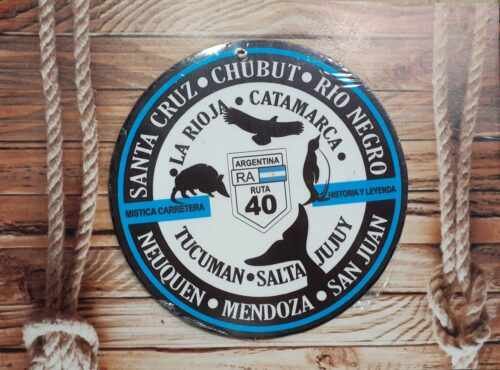 SANTA CRUZ • CHUBUT • RIO NEGRO
LA RIOJA • CATAMARCA •
ARGENTINA
RA
RUTA
40
MISTICA CARRETERA
HISTORIA Y LEYENDA
TUCUMAN • SALTA • JUJUY
NEUQUEN • MENDOZA • SAN JUAN